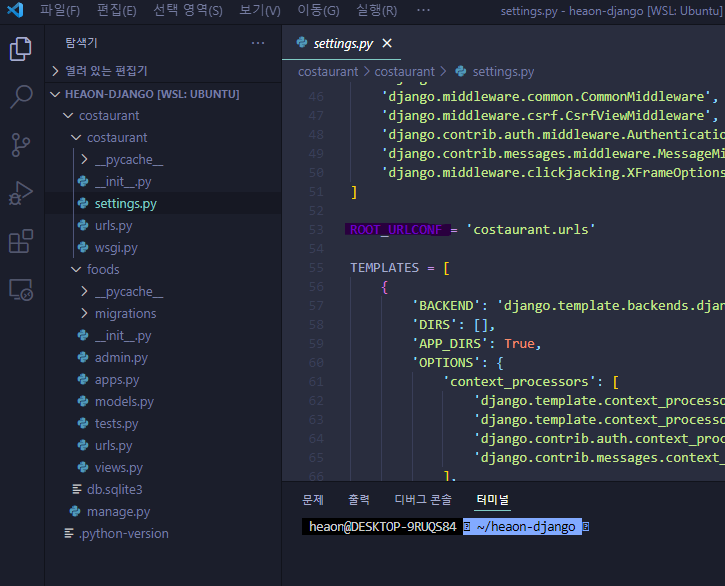 파일(F) 편집(E) 선택 영역(S) 보기(V) 이동(G) 실행(R) ··· settings.py - heaon-django [WSL: Ubuntu]
탐색기 ···
열려 있는 편집기
HEAON-DJANGO [WSL: UBUNTU]
costaurant
costaurant
__pycache__
__init__.py
settings.py
urls.py
wsgi.py
foods
__pycache__
migrations
__init__.py
admin.py
apps.py
models.py
tests.py
urls.py
views.py
db.sqlite3
manage.py
.python-version
settings.py
costaurant > costaurant > settings.py
46 'django.middleware.common.CommonMiddleware',
47 'django.middleware.csrf.CsrfViewMiddleware',
48 'django.contrib.auth.middleware.Authenticatio
49 'django.contrib.messages.middleware.MessageMi
50 'django.middleware.clickjacking.XFrameOptions
51 ]
52
53 ROOT_URLCONF = 'costaurant.urls'
54
55 TEMPLATES = [
56 {
57 'BACKEND': 'django.template.backends.djan
58 'DIRS': [],
59 'APP_DIRS': True,
60 'OPTIONS': {
61 'context_processors': [
62 'django.template.context_processo
63 'django.template.context_processo
64 'django.contrib.auth.context_proc
65 'django.contrib.messages.context_
66 ],
문제 출력 디버그 콘솔 터미널
heaon@DESKTOP-9RUQS84 ~/heaon-django